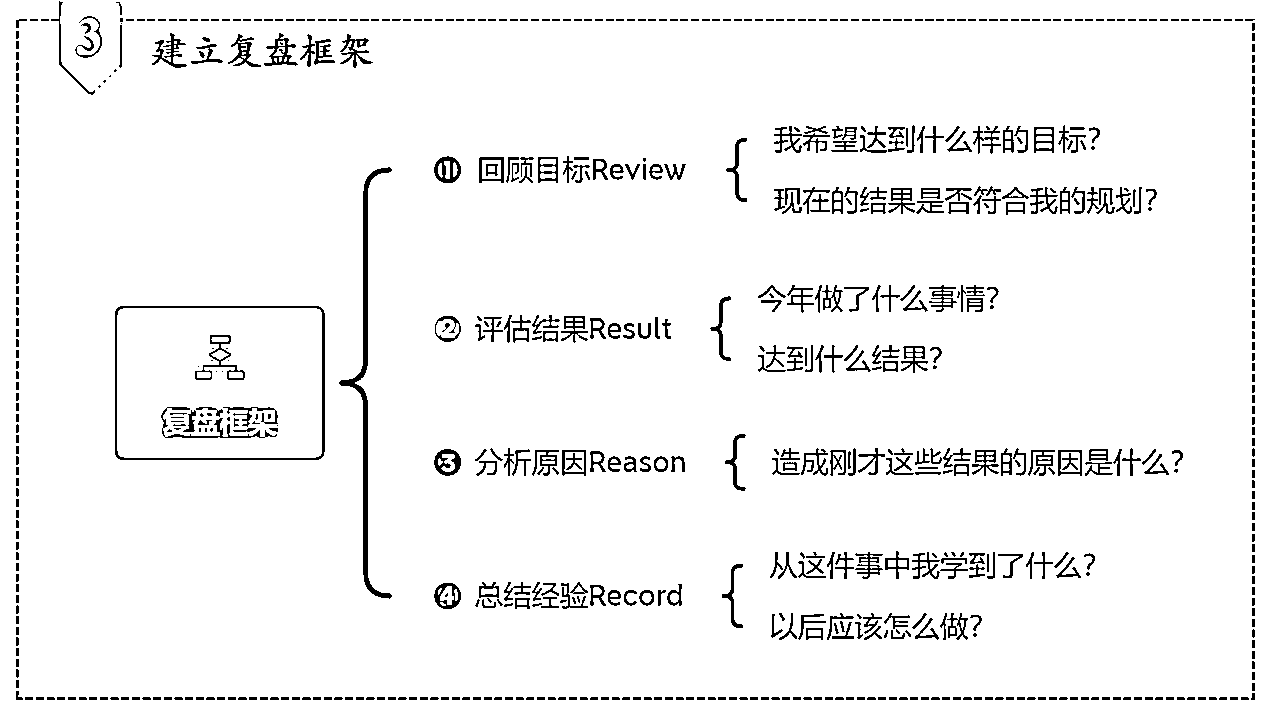 3
建立复盘框架
复盘框架
① 回顾目标Review
我希望达到什么样的目标?
现在的结果是否符合我的规划?
② 评估结果Result
今年做了什么事情?
达到什么结果?
③ 分析原因Reason
造成刚才这些结果的原因是什么?
④ 总结经验Record
从这件事中我学到了什么?
以后应该怎么做?